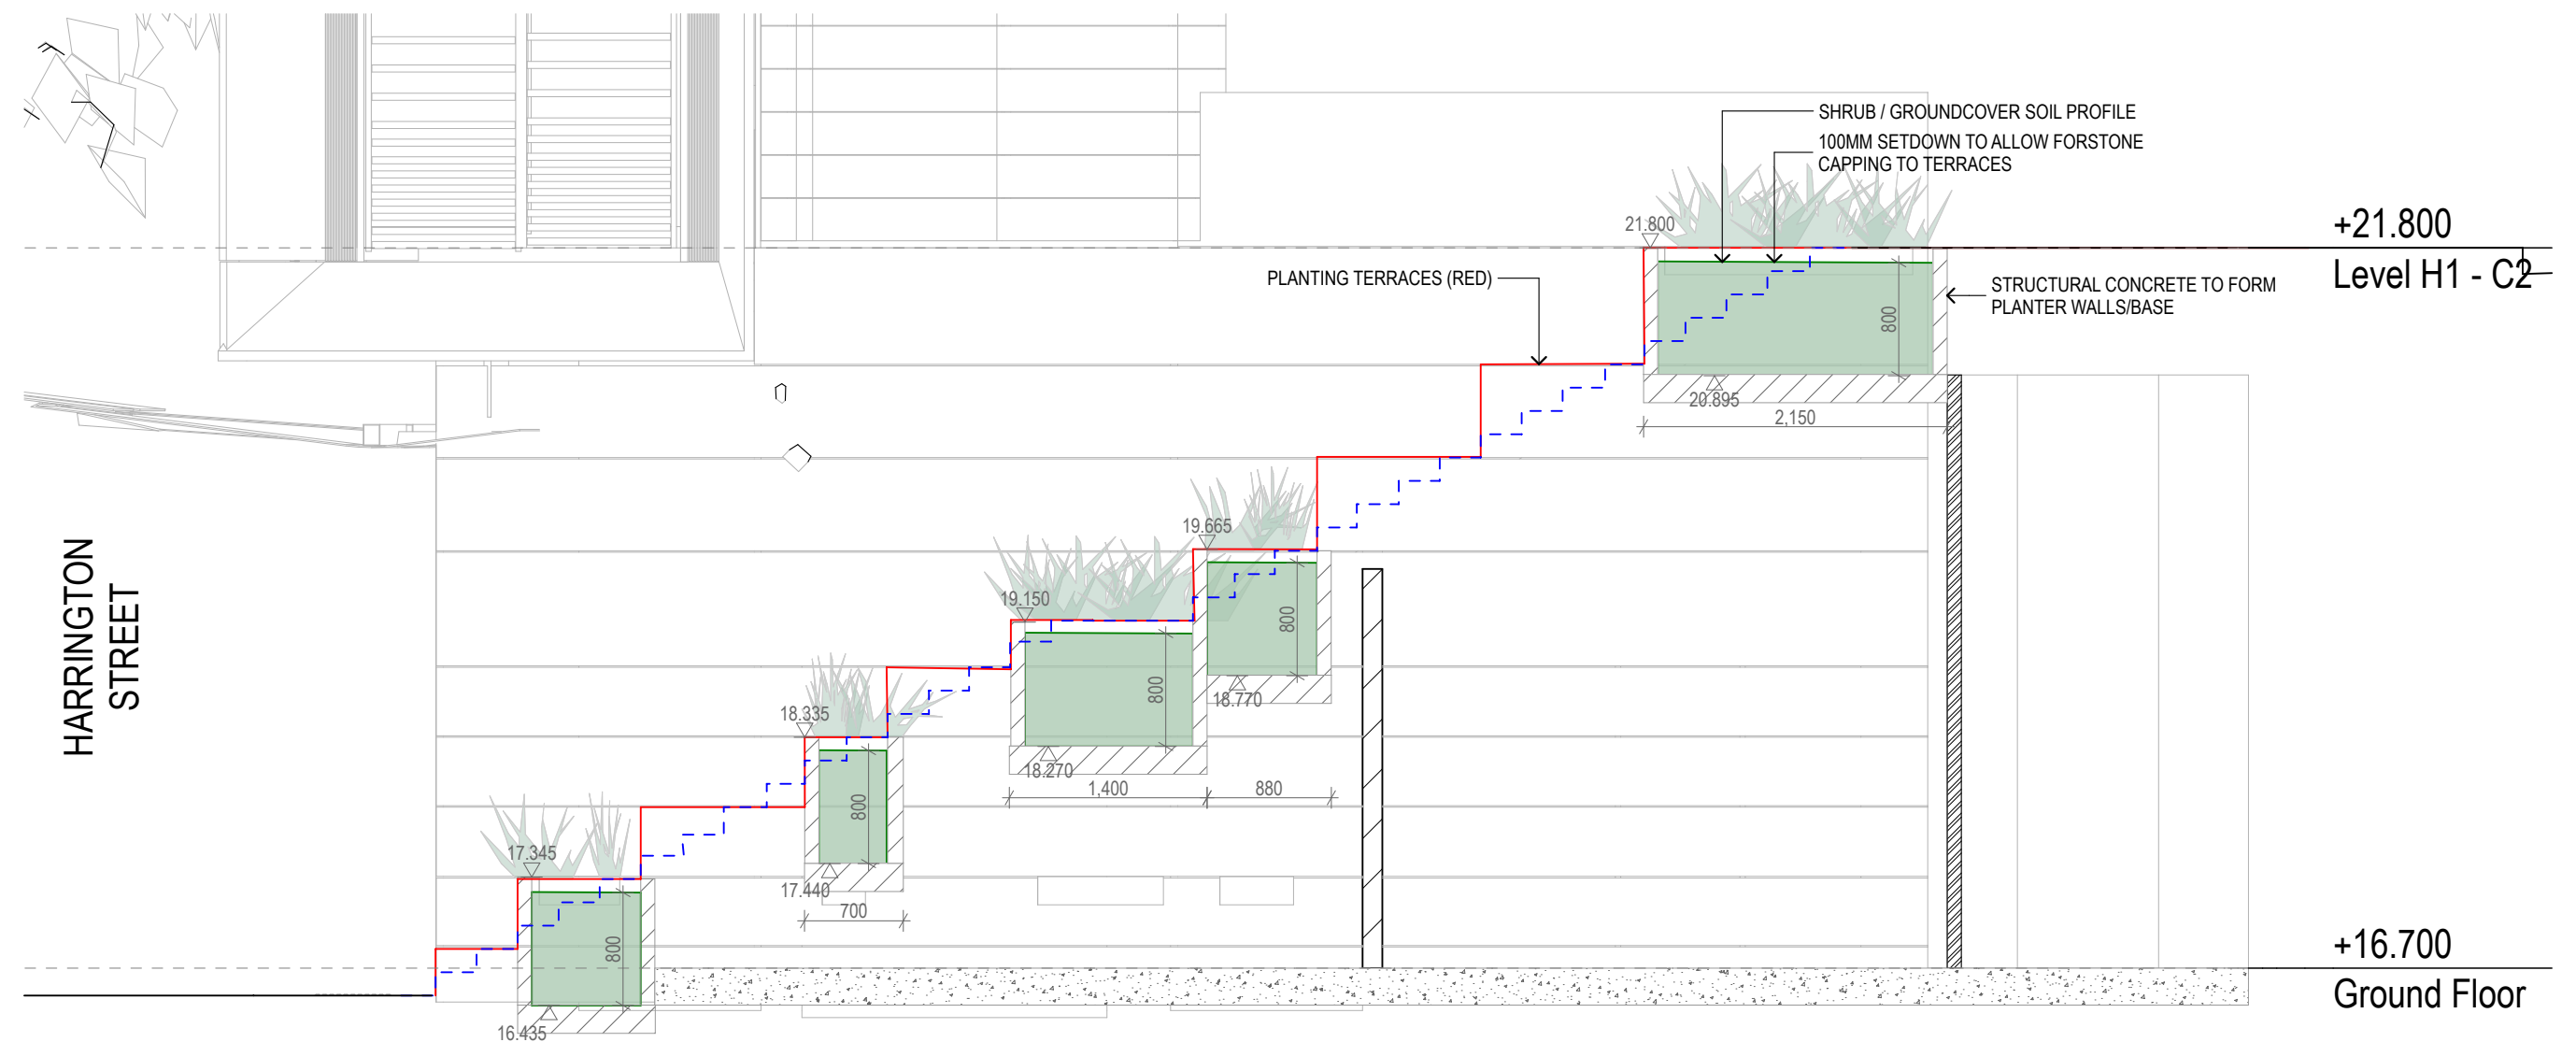 SHRUB / GROUNDCOVER SOIL PROFILE
100MM SETDOWN TO ALLOW FORSTONE
CAPPING TO TERRACES
21.800
+21.800
Level H1 - C2
PLANTING TERRACES (RED)
STRUCTURAL CONCRETE TO FORM
PLANTER WALLS/BASE
800
20.895
2,150
19.665
HARRINGTON
STREET
19.150
800
800
18.770
18.335
18.270
1,400
880
800
17.440
700
17.345
800
16.435
+16.700
Ground Floor